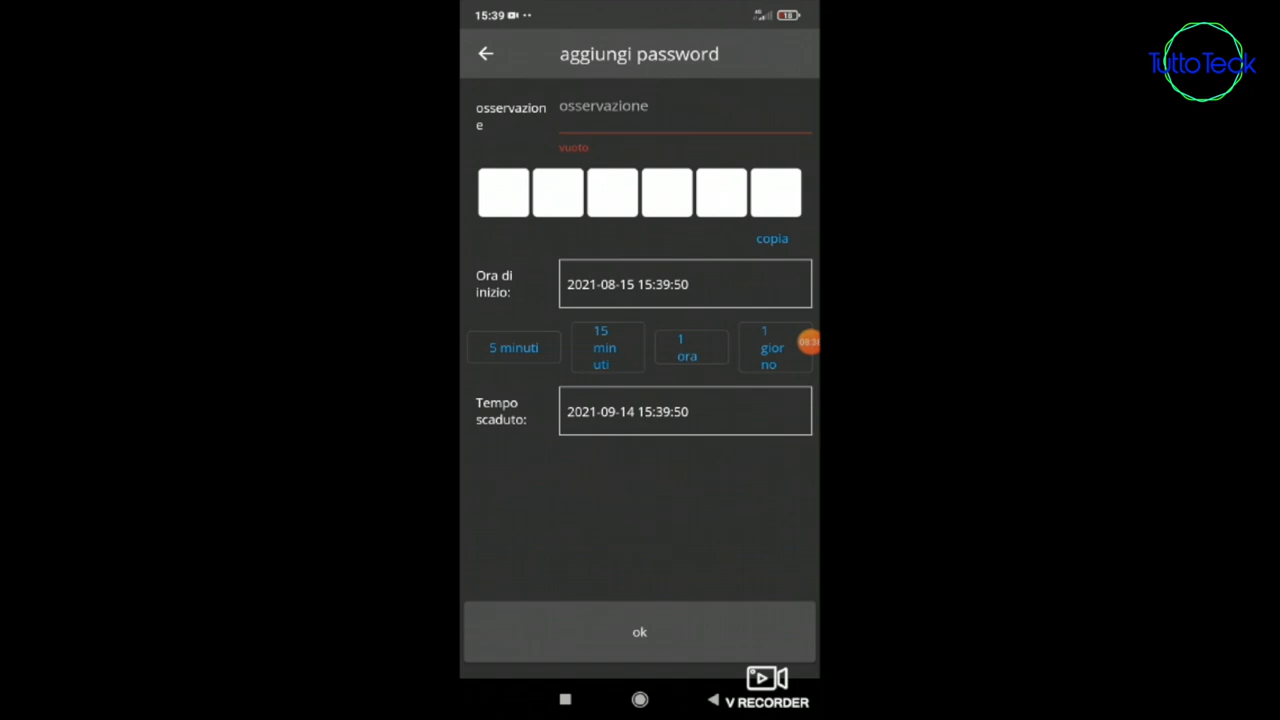 15:39
18
TuttoTeck
aggiungi password
osservazion
e
osservazione
vuoto
copia
Ora di
inizio:
2021-08-15 15:39:50
5 minuti
15
min
uti
1
ora
1
gior
no
Tempo
scaduto:
2021-09-14 15:39:50
ok
V RECORDER